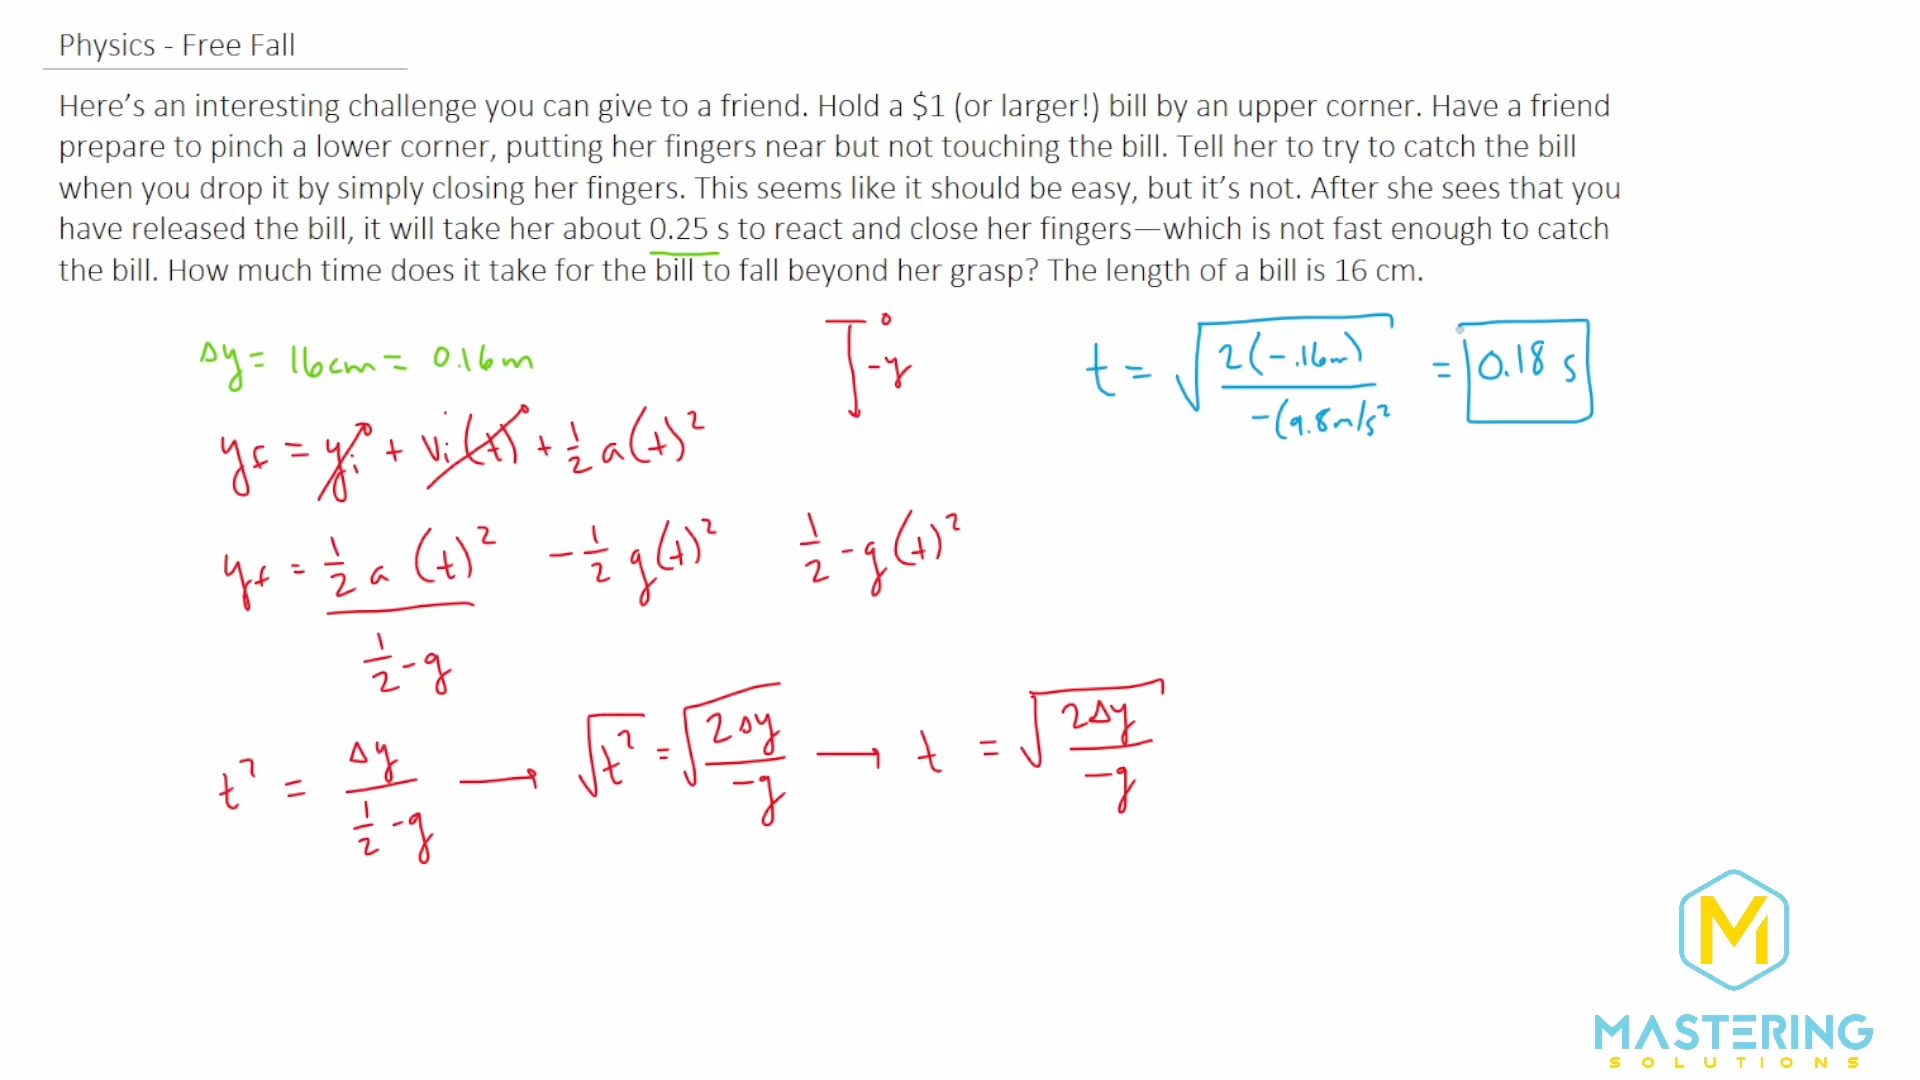 Physics - Free Fall
Here’s an interesting challenge you can give to a friend. Hold a $1 (or larger!) bill by an upper corner. Have a friend
prepare to pinch a lower corner, putting her fingers near but not touching the bill. Tell her to try to catch the bill
when you drop it by simply closing her fingers. This seems like it should be easy, but it’s not. After she sees that you
have released the bill, it will take her about 0.25 s to react and close her fingers—which is not fast enough to catch
the bill. How much time does it take for the bill to fall beyond her grasp? The length of a bill is 16 cm.
Δy = 16cm = 0.16m
0
-y
t = √(2(-.16m) / -(9.8m/s²) = 0.18 s
yf = yi⁰ + vi(t)⁰ + 1/2 a(t)²
yf = 1/2 a (t)² - 1/2 g(t)² 1/2 -g(t)²
1/2 -g
t² = Δy / 1/2 -g → √t² = √2Δy / -g → t = √2Δy / -g
M
MASTERING
SOLUTIONS